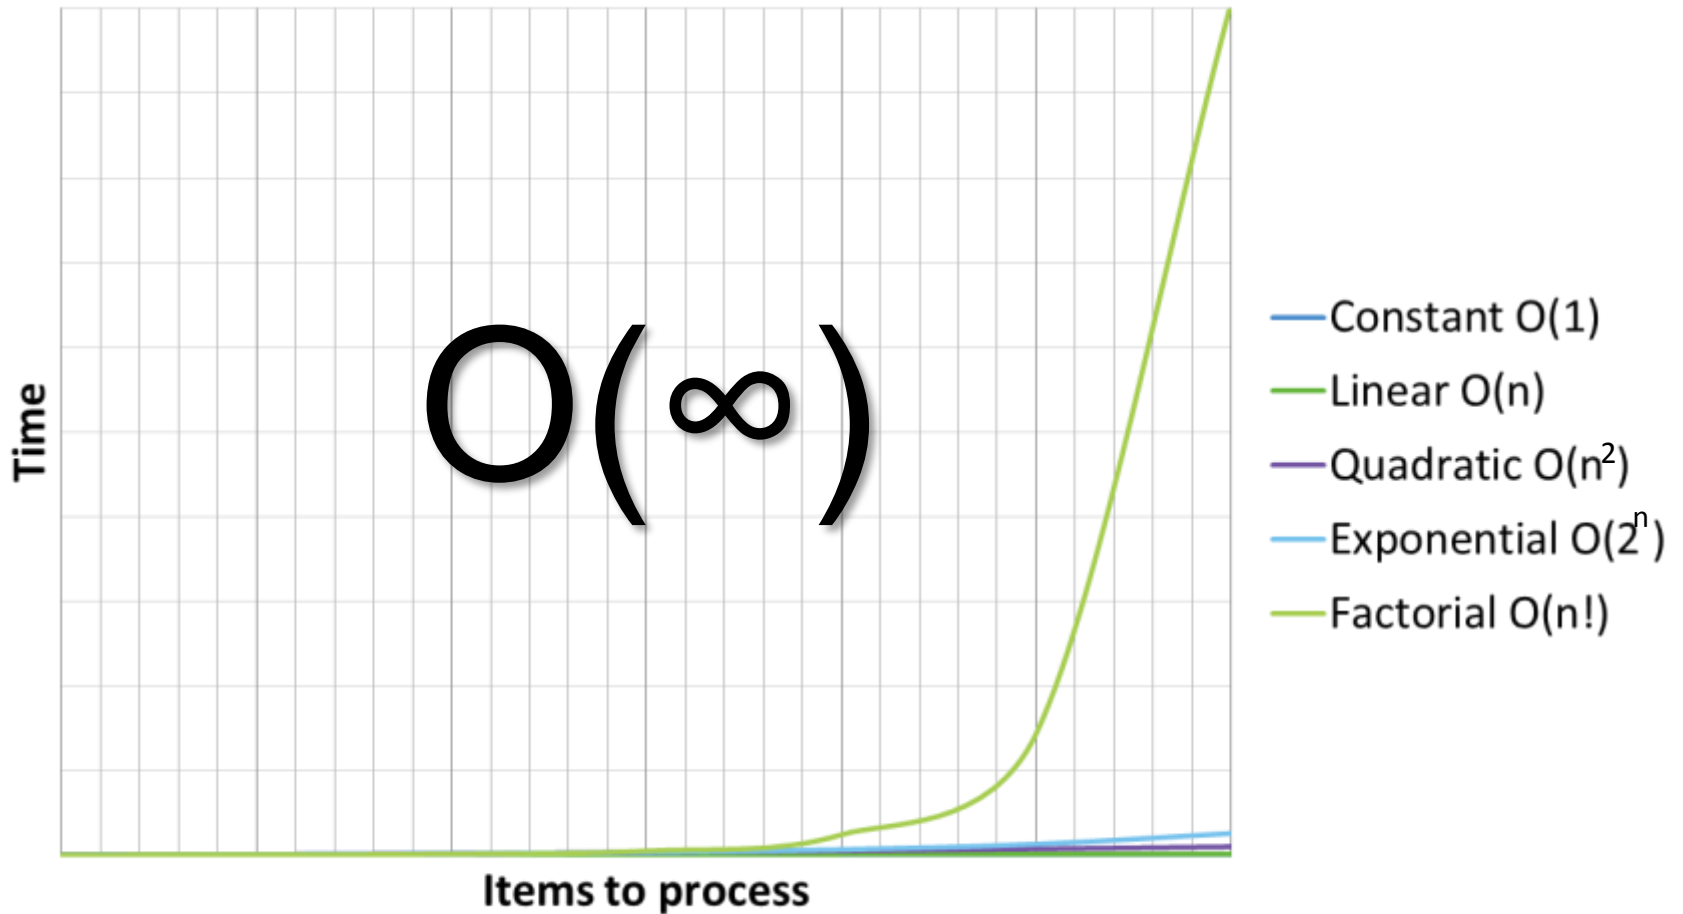 Time
O(∞)
Constant O(1)
Linear O(n)
Quadratic O(n²)
Exponential O(2ⁿ)
Factorial O(n!)
Items to process